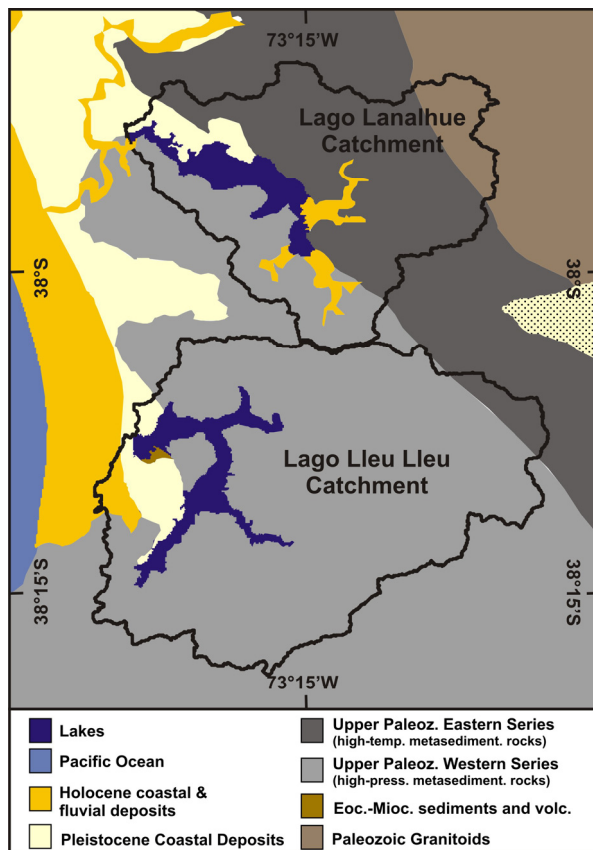 73°15'W
Lago Lanalhue
Catchment
38°S
38°S
Lago Lleu Lleu
Catchment
38°15'S
38°15'S
73°15'W
Lakes
Pacific Ocean
Holocene coastal &
fluvial deposits
Pleistocene Coastal Deposits
Upper Paleoz. Eastern Series
(high-temp. metasediment. rocks)
Upper Paleoz. Western Series
(high-press. metasediment. rocks)
Eoc.-Mioc. sediments and volc.
Paleozoic Granitoids